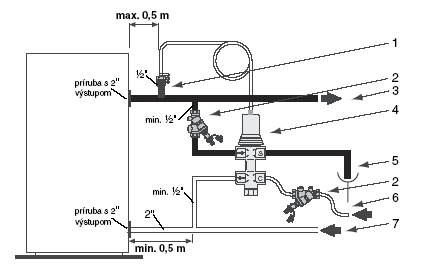 max. 0,5 m
1
½"
príruba s 2"
výstupom
2
3
min. ½"
4
S
5
min. ½"
C
2
6
príruba s 2"
výstupom
2"
7
min. 0,5 m